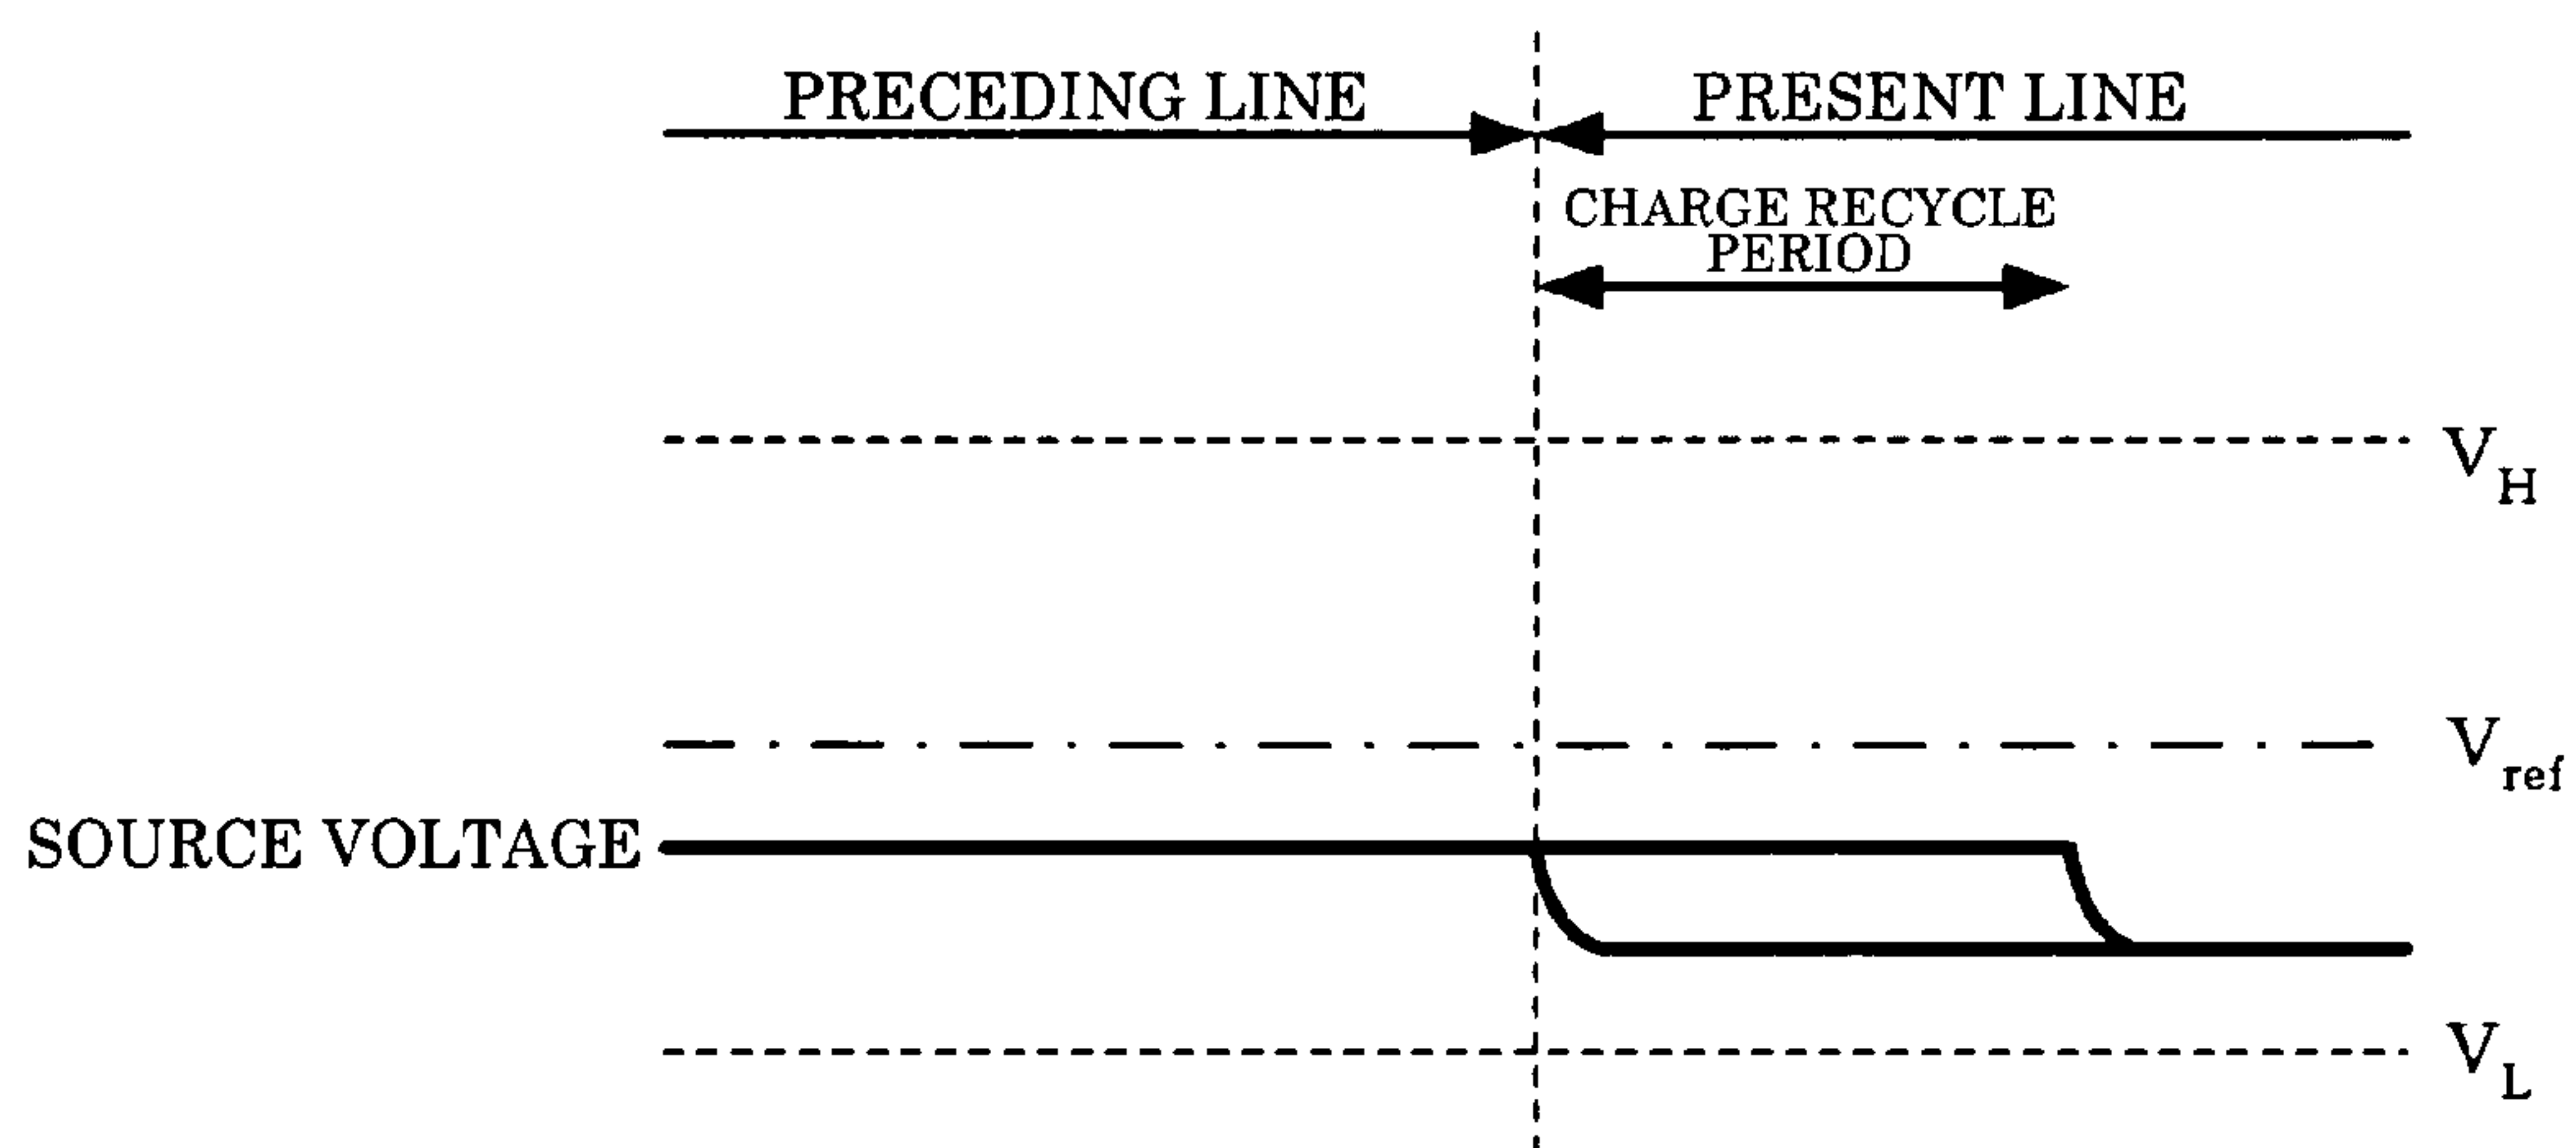 PRECEDING LINE
PRESENT LINE
CHARGE RECYCLE
PERIOD
VH
Vref
SOURCE VOLTAGE
VL